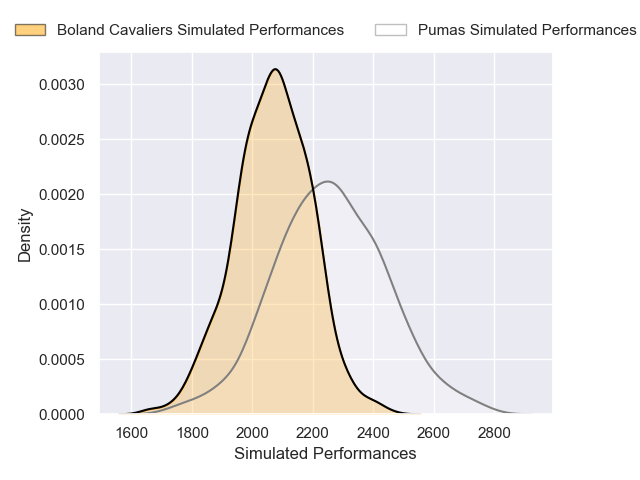 Boland Cavaliers Simulated Performances
Pumas Simulated Performances
0.0030
0.0025
0.0020
0.0015
0.0010
0.0005
0.0000
Density
1600 1800 2000 2200 2400 2600 2800
Simulated Performances